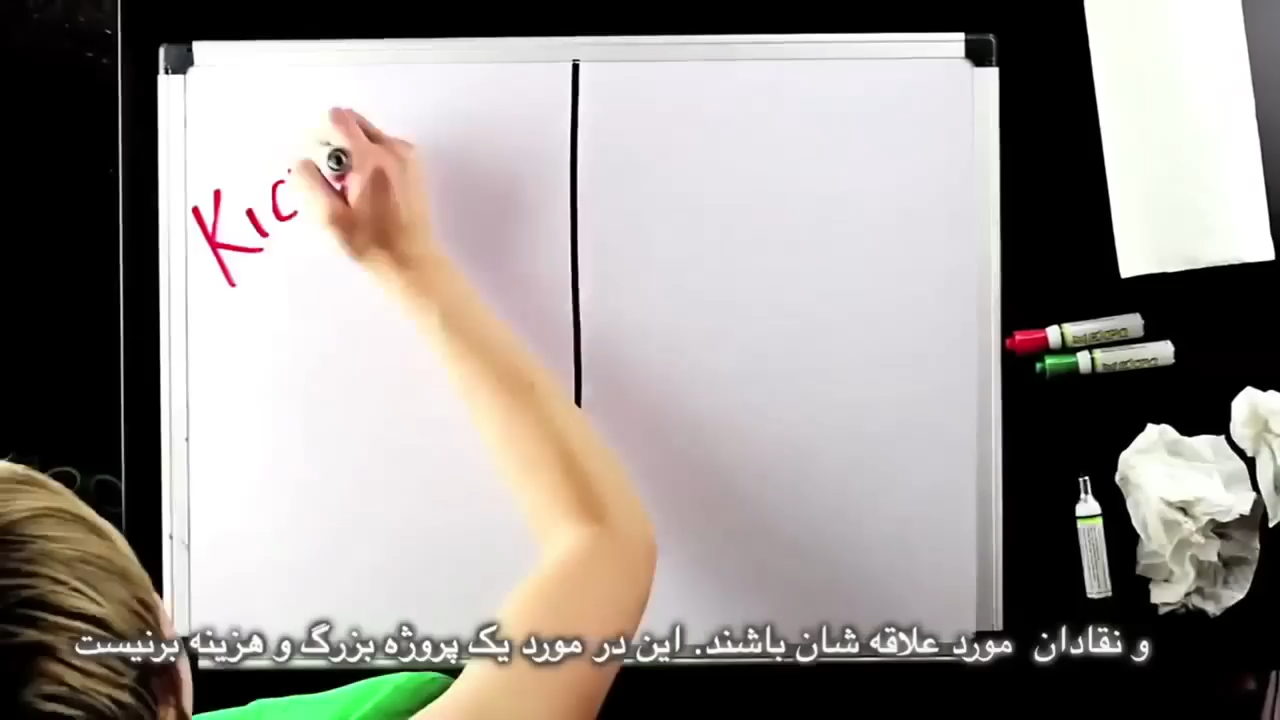 Kic
و نقادان مورد علاقه شان باشند. این در مورد یک پروژه بزرگ و هزینه برنیست